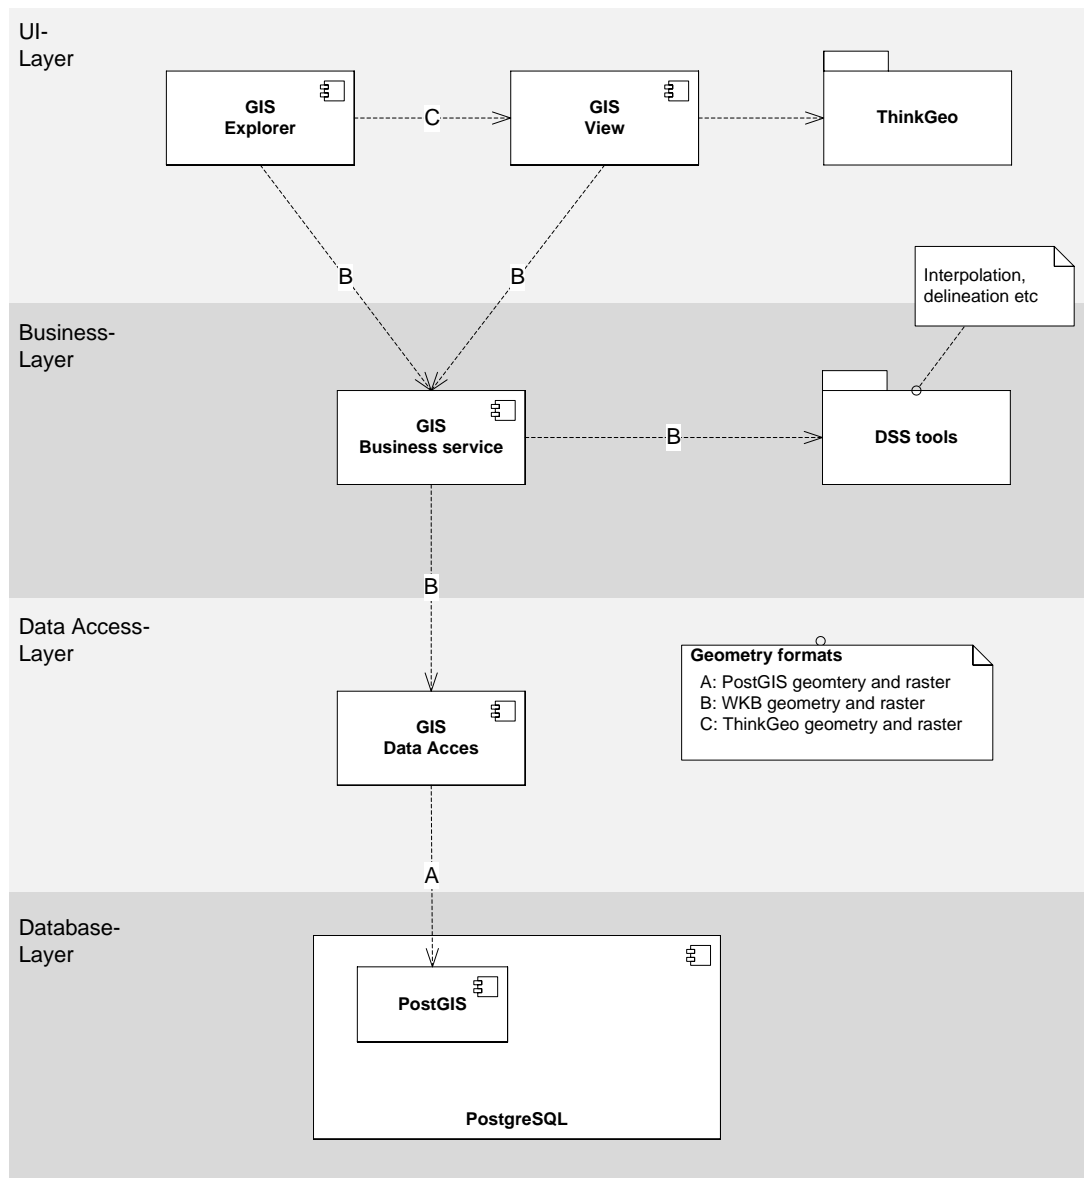 UI-
Layer
GIS
Explorer
C
GIS
View
ThinkGeo
B
B
Interpolation,
delineation etc
Business-
Layer
GIS
Business service
B
DSS tools
B
Data Access-
Layer
Geometry formats
A: PostGIS geomtery and raster
B: WKB geometry and raster
C: ThinkGeo geometry and raster
GIS
Data Acces
A
Database-
Layer
PostGIS
PostgreSQL